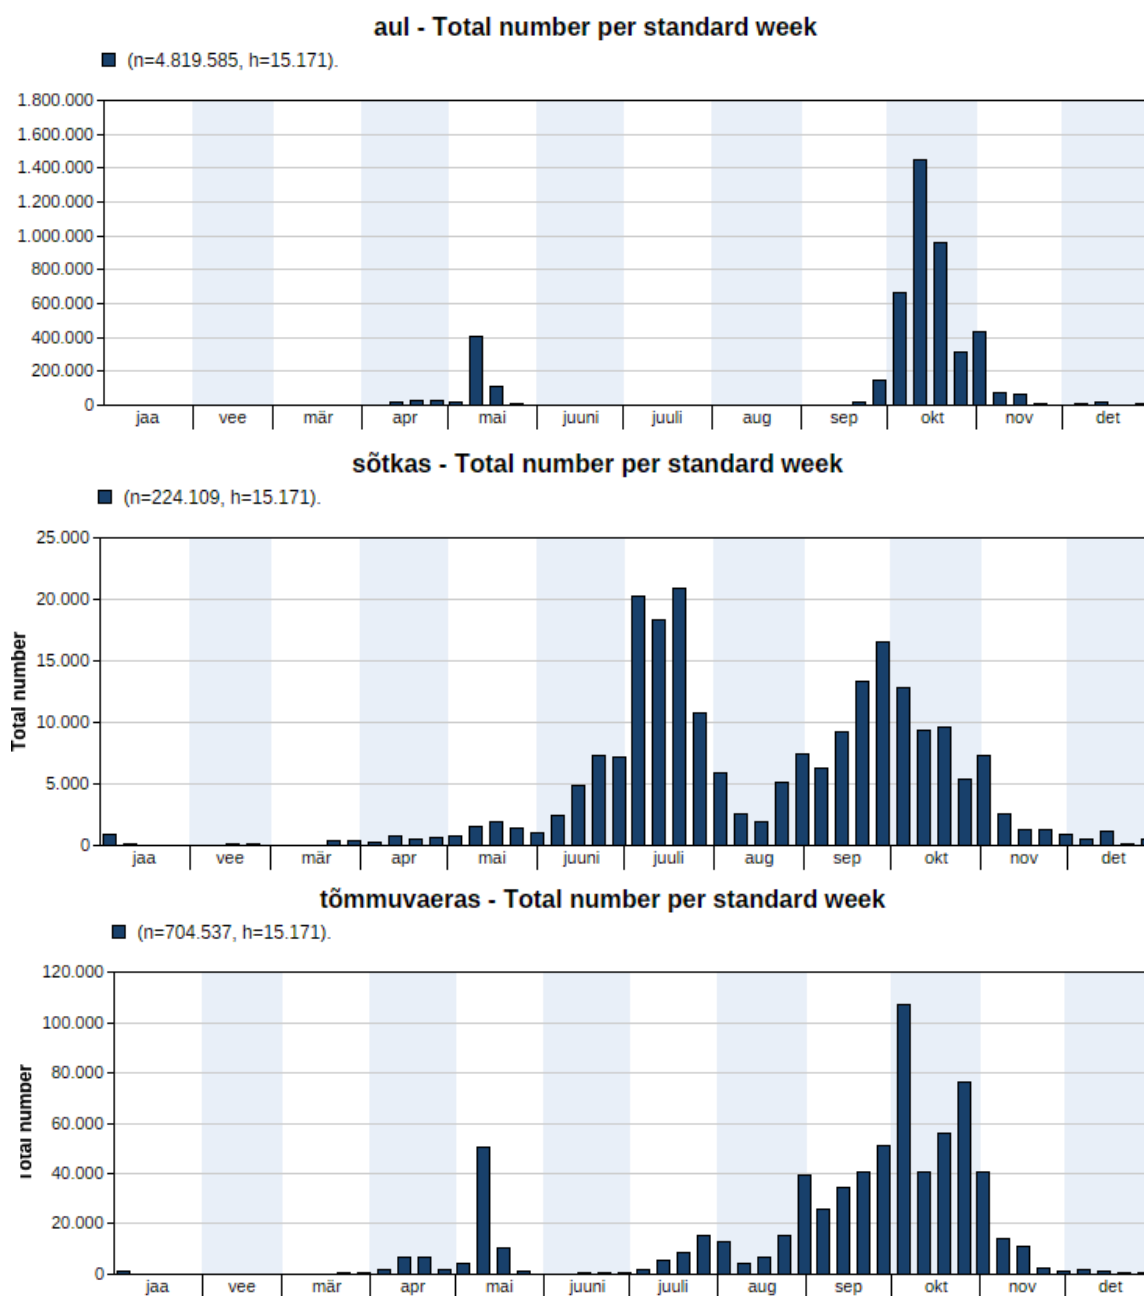 aul - Total number per standard week
(n=4.819.585, h=15.171).
1.800.000
1.600.000
1.400.000
1.200.000
1.000.000
800.000
600.000
400.000
200.000
0
jaa vee mär apr mai juuni juuli aug sep okt nov det
sõtkas - Total number per standard week
(n=224.109, h=15.171).
25.000
20.000
15.000
10.000
5.000
0
Total number
jaa vee mär apr mai juuni juuli aug sep okt nov det
tõmmuvaeras - Total number per standard week
(n=704.537, h=15.171).
120.000
100.000
80.000
60.000
40.000
20.000
0
Total number
jaa vee mär apr mai juuni juuli aug sep okt nov det